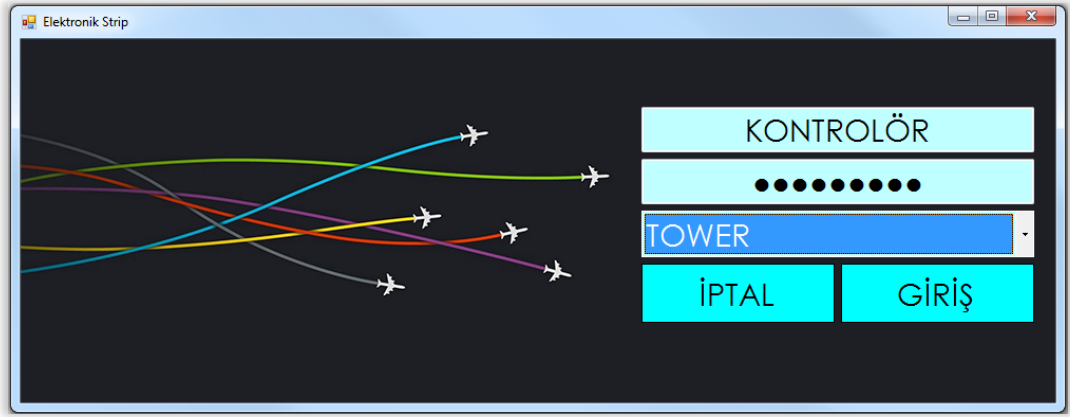 Elektronik Strip
KONTROLÖR
●●●●●●●●●
TOWER
İPTAL GİRİŞ